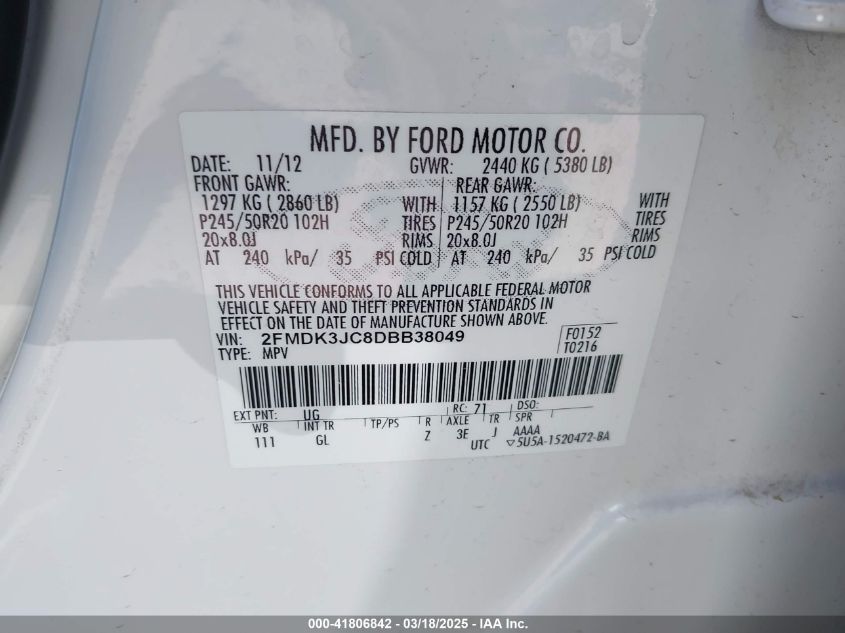 MFD. BY FORD MOTOR CO.
DATE: 11/12 GVWR: 2440 KG ( 5380 LB)
FRONT GAWR: REAR GAWR:
1297 KG ( 2860 LB) WITH 1157 KG ( 2550 LB) WITH
P245/50R20 102H TIRES P245/50R20 102H TIRES
20x8.0J RIMS 20x8.0J RIMS
AT 240 kPa/ 35 PSI COLD AT 240 kPa/ 35 PSI COLD
THIS VEHICLE CONFORMS TO ALL APPLICABLE FEDERAL MOTOR
VEHICLE SAFETY AND THEFT PREVENTION STANDARDS IN
EFFECT ON THE DATE OF MANUFACTURE SHOWN ABOVE.
VIN: 2FMDK3JC8DBB38049 F0152
TYPE: MPV T0216
EXT PNT: UG RC: 71 DSO:
WB INT TR TP/PS R AXLE TR SPR
111 GL Z 3E J AAAA
UTC ▽5U5A-1520472-BA
000-41806842 - 03/18/2025 - IAA Inc.